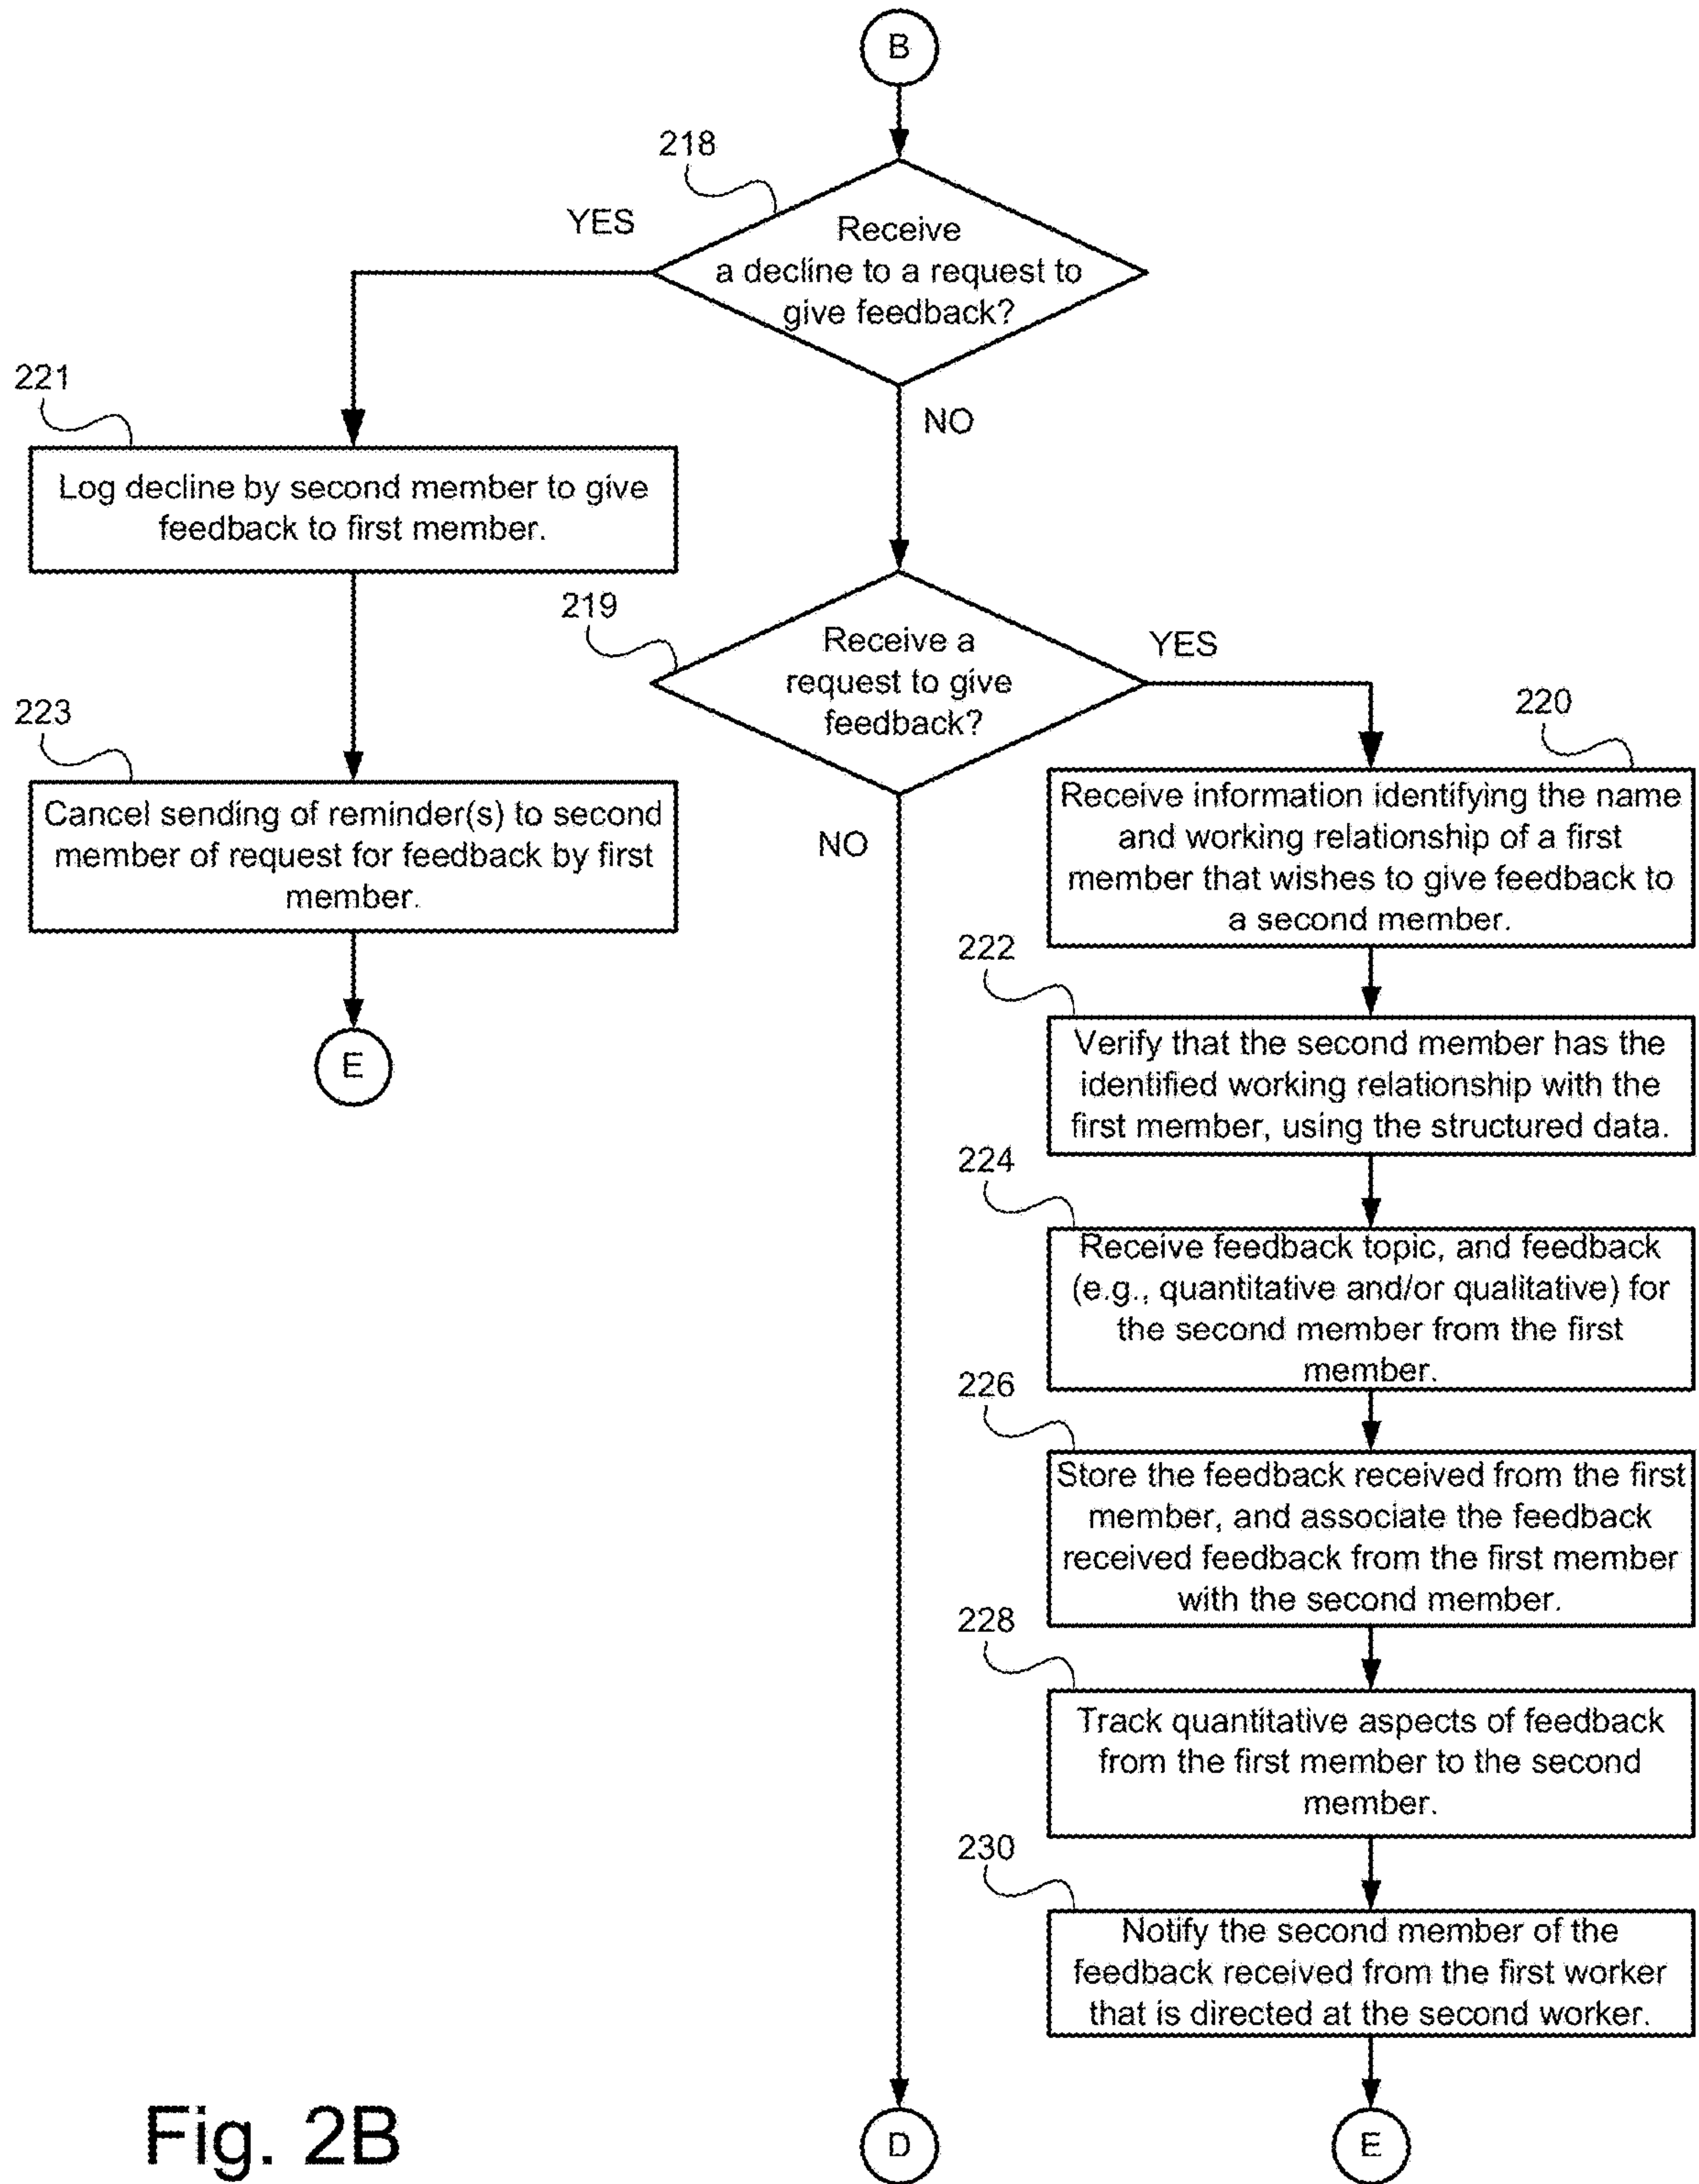 B
218
YES
Receive
a decline to a request to
give feedback?
221
NO
Log decline by second member to give
feedback to first member.
219
Receive a
request to give
feedback?
YES
223
220
Cancel sending of reminder(s) to second
member of request for feedback by first
member.
NO
Receive information identifying the name
and working relationship of a first
member that wishes to give feedback to
a second member.
222
E
Verify that the second member has the
identified working relationship with the
first member, using the structured data.
224
Receive feedback topic, and feedback
(e.g., quantitative and/or qualitative) for
the second member from the first
member.
226
Store the feedback received from the first
member, and associate the feedback
received feedback from the first member
with the second member.
228
Track quantitative aspects of feedback
from the first member to the second
member.
230
Notify the second member of the
feedback received from the first worker
that is directed at the second worker.
Fig. 2B
D
E